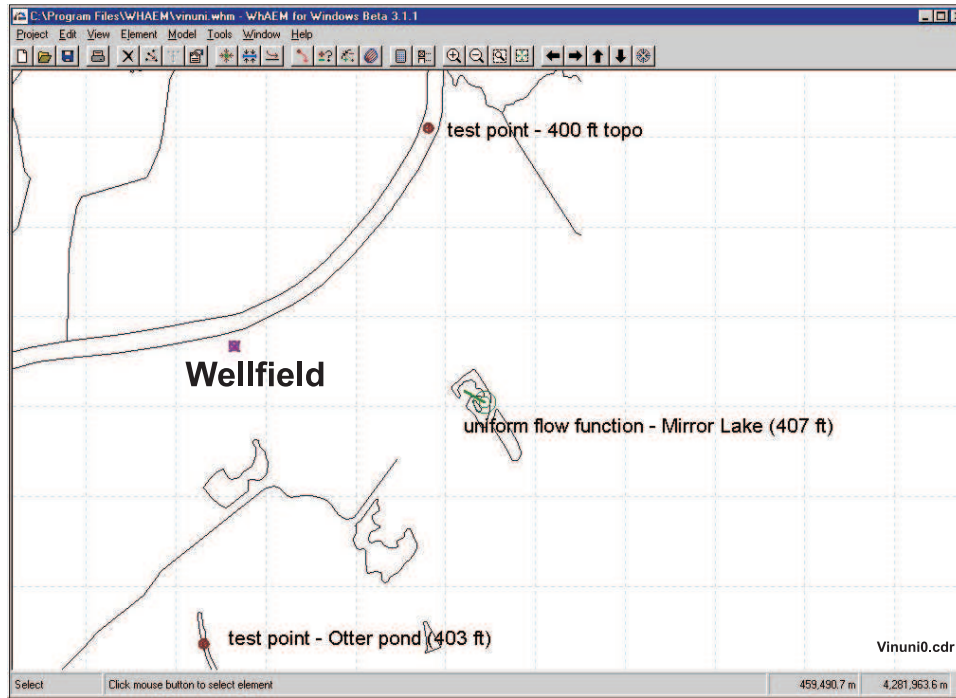 C:\Program Files\WHAEM\vinuni.whm - WhAEM for Windows Beta 3.1.1
Project Edit View Element Model Tools Window Help
test point - 400 ft topo
Wellfield
uniform flow function - Mirror Lake (407 ft)
test point - Otter pond (403 ft)
Vinuni0.cdr
Select Click mouse button to select element 459,490.7 m 4,281,963.6 m